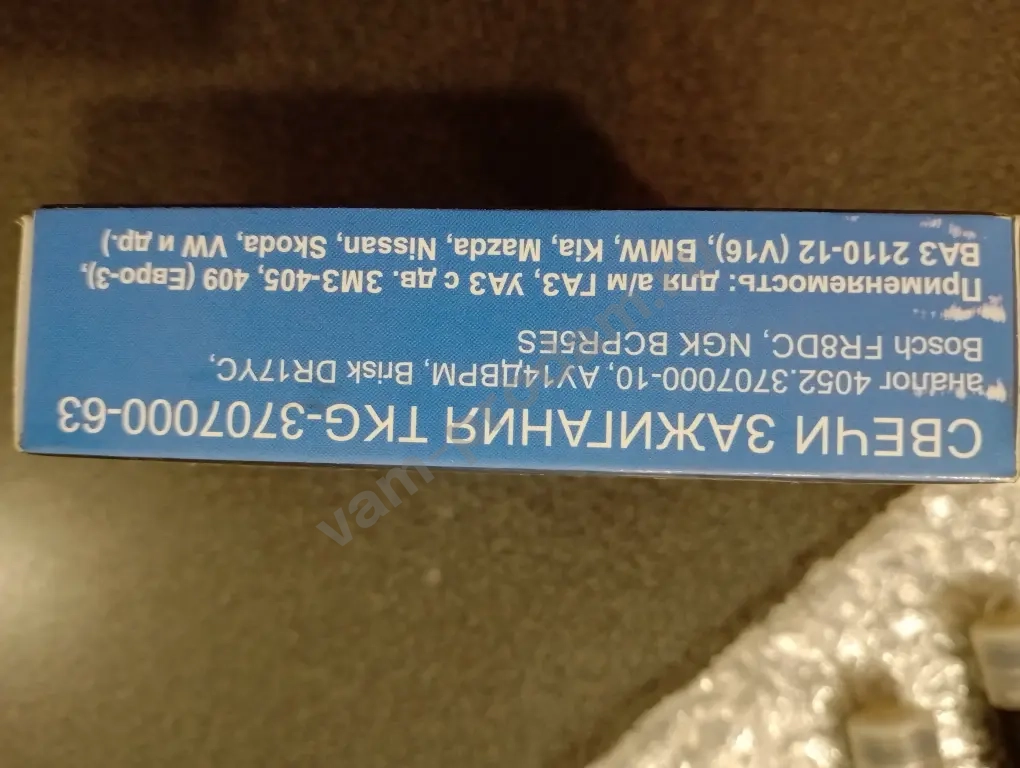 СВЕЧИ ЗАЖИГАНИЯ TKG-3707000-63
аналог 4052.3707000-10, АУ14ДВРМ, Brisk DR17YC,
Bosch FR8DC, NGK BCPR5ES
Применяемость: для а/м ГАЗ, УАЗ с дв. ЗМЗ-405, 409 (Евро-3),
ВАЗ 2110-12 (V16), BMW, Kia, Mazda, Nissan, Skoda, VW и др.)